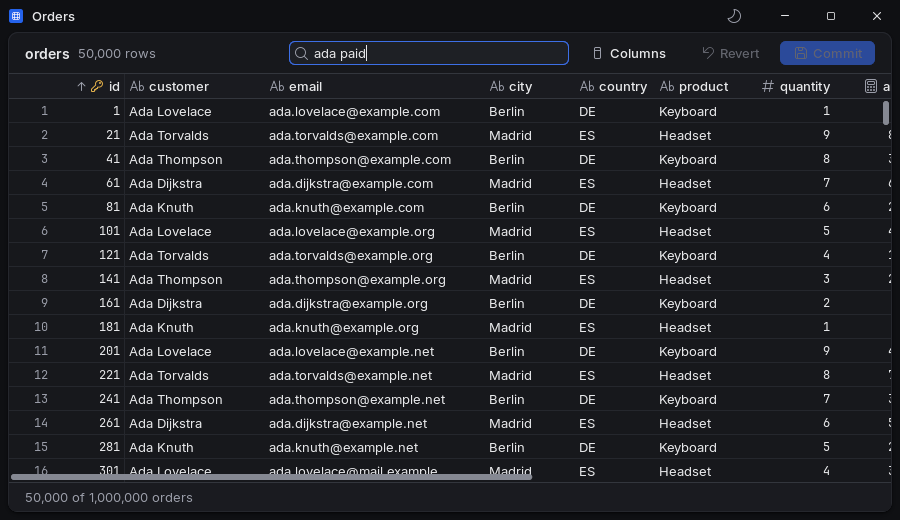 Orders
orders 50,000 rows ada paid Columns Revert Commit
id Ab customer Ab email Ab city Ab country Ab product # quantity
1 1 Ada Lovelace ada.lovelace@example.com Berlin DE Keyboard 1
2 21 Ada Torvalds ada.torvalds@example.com Madrid ES Headset 9
3 41 Ada Thompson ada.thompson@example.com Berlin DE Keyboard 8
4 61 Ada Dijkstra ada.dijkstra@example.com Madrid ES Headset 7
5 81 Ada Knuth ada.knuth@example.com Berlin DE Keyboard 6
6 101 Ada Lovelace ada.lovelace@example.org Madrid ES Headset 5
7 121 Ada Torvalds ada.torvalds@example.org Berlin DE Keyboard 4
8 141 Ada Thompson ada.thompson@example.org Madrid ES Headset 3
9 161 Ada Dijkstra ada.dijkstra@example.org Berlin DE Keyboard 2
10 181 Ada Knuth ada.knuth@example.org Madrid ES Headset 1
11 201 Ada Lovelace ada.lovelace@example.net Berlin DE Keyboard 9
12 221 Ada Torvalds ada.torvalds@example.net Madrid ES Headset 8
13 241 Ada Thompson ada.thompson@example.net Berlin DE Keyboard 7
14 261 Ada Dijkstra ada.dijkstra@example.net Madrid ES Headset 6
15 281 Ada Knuth ada.knuth@example.net Berlin DE Keyboard 5
16 301 Ada Lovelace ada.lovelace@mail.example Madrid ES Headset 4
50,000 of 1,000,000 orders